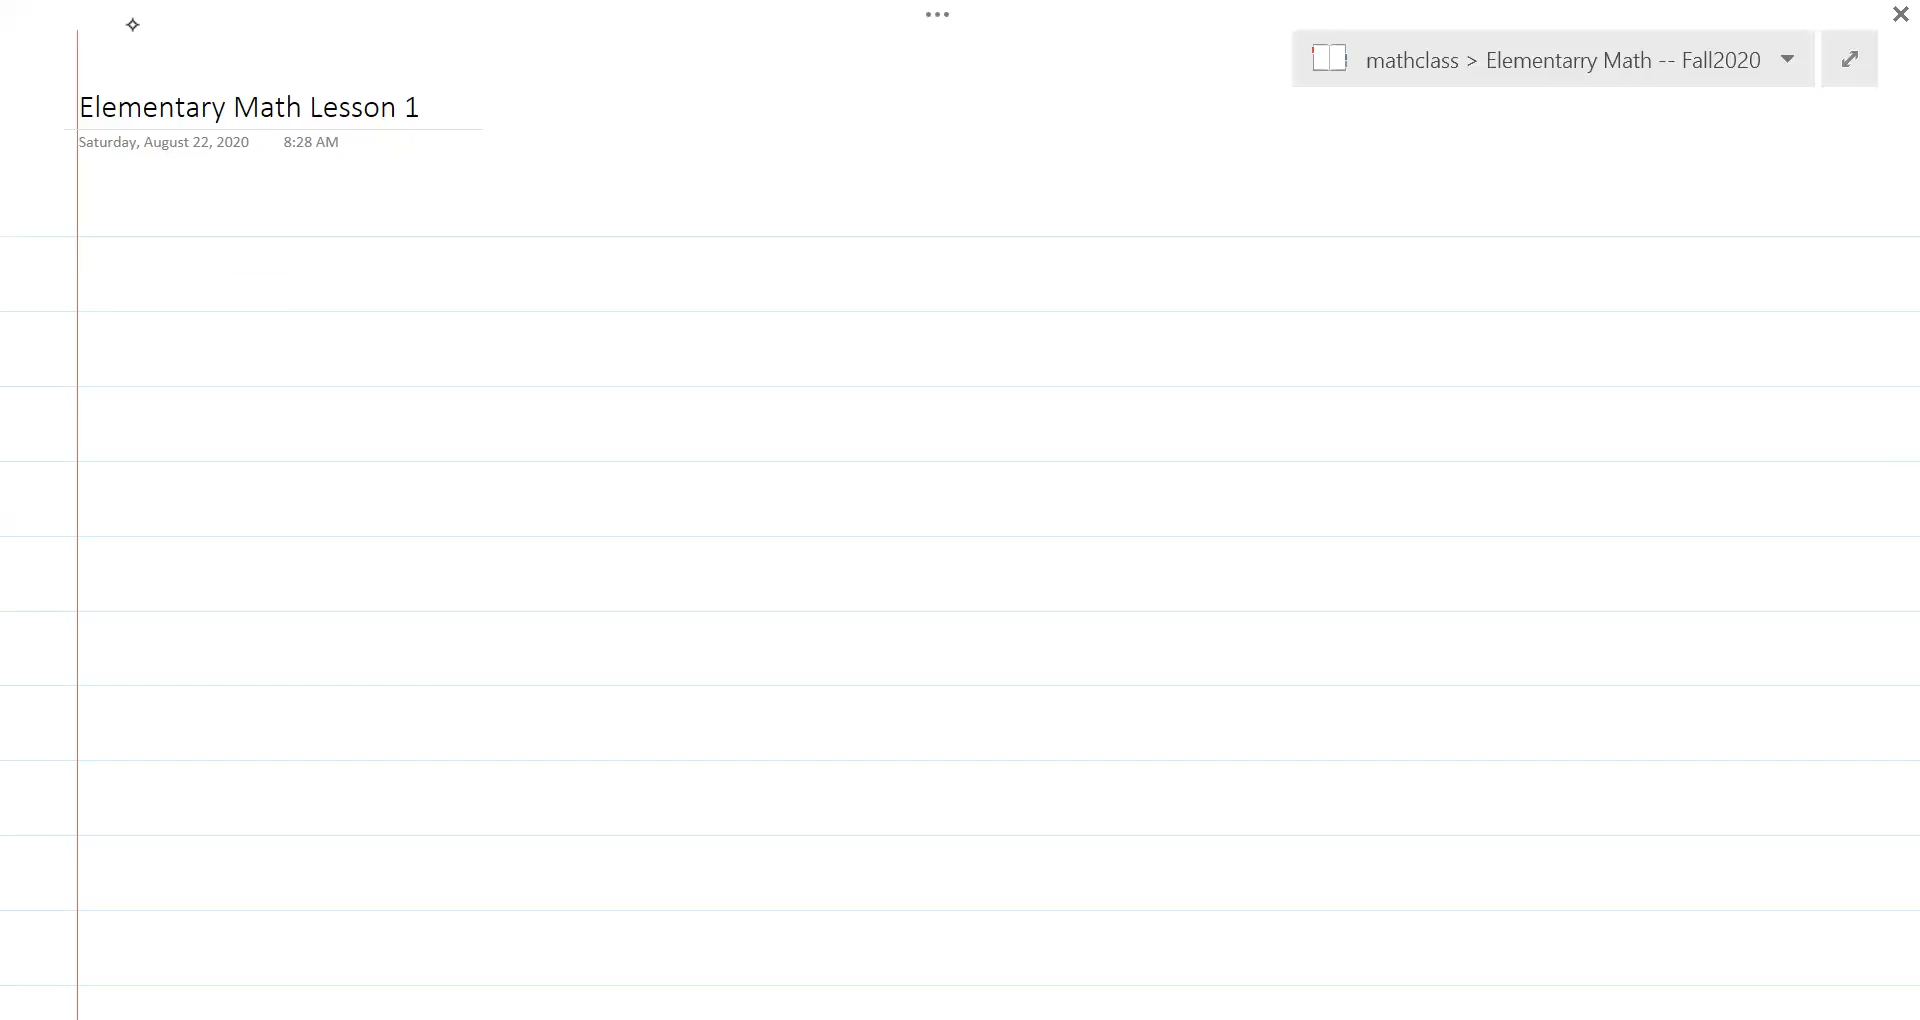 mathclass > Elementarry Math -- Fall2020
Elementary Math Lesson 1
Saturday, August 22, 2020 8:28 AM